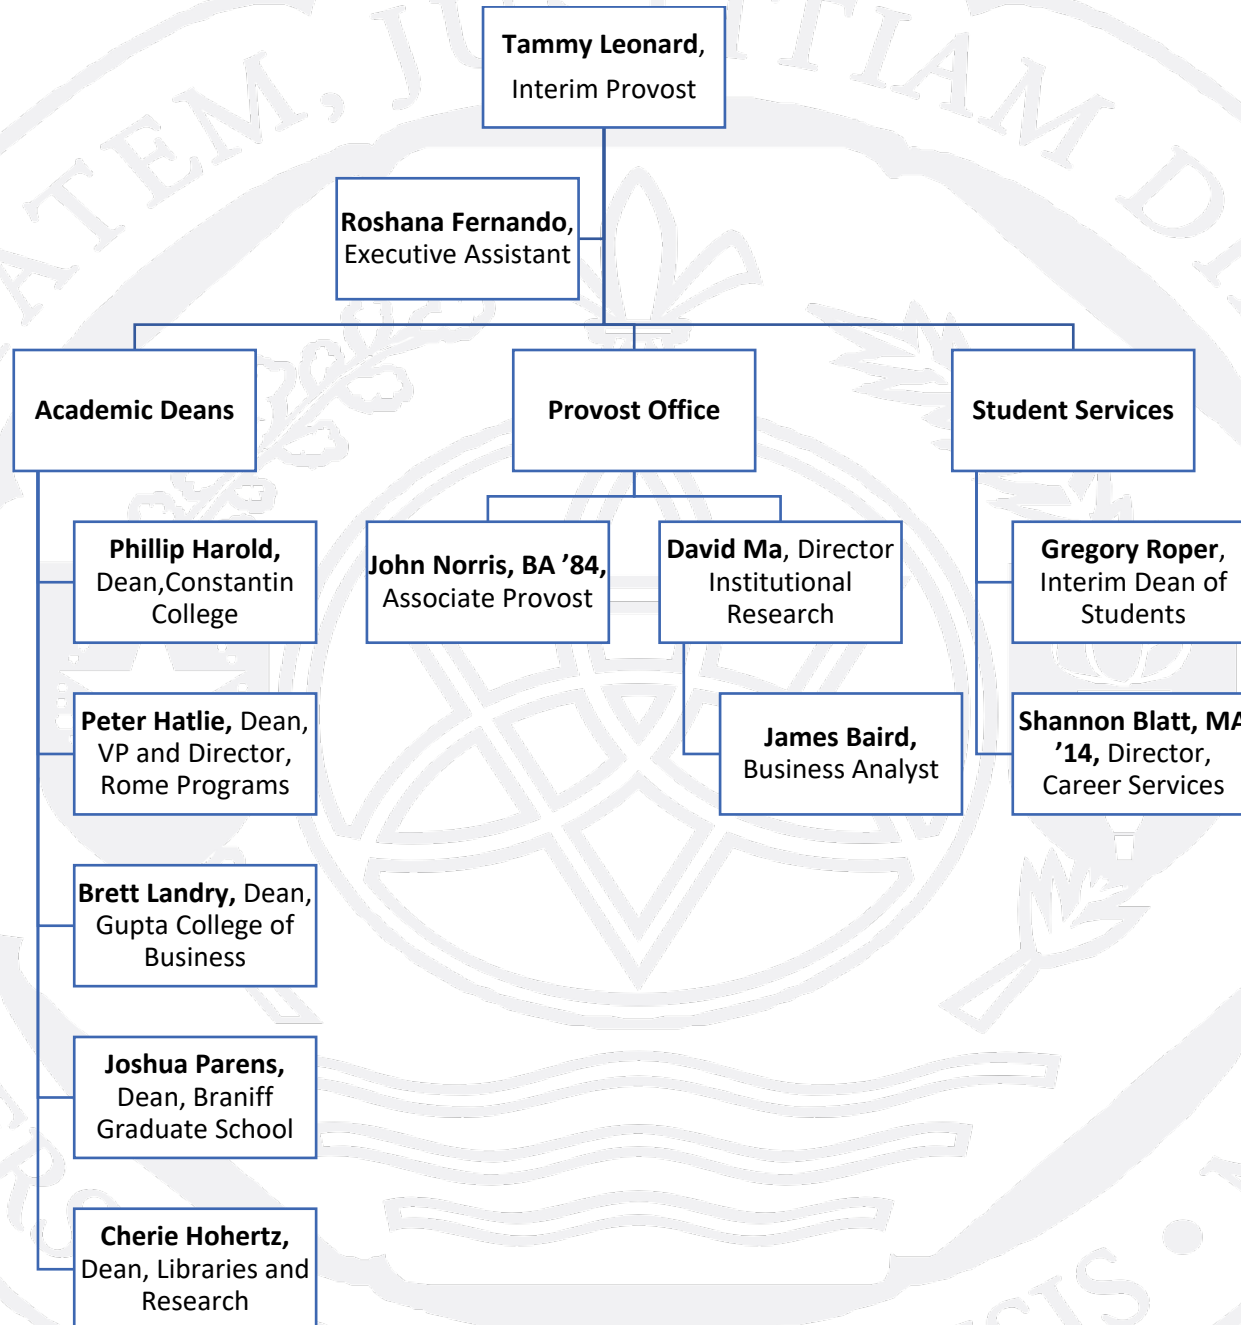 Tammy Leonard,
Interim Provost
Roshana Fernando,
Executive Assistant
Academic Deans
Provost Office
Student Services
Phillip Harold,
Dean,Constantin
College
John Norris, BA ’84,
Associate Provost
David Ma, Director
Institutional
Research
Gregory Roper,
Interim Dean of
Students
Peter Hatlie, Dean,
VP and Director,
Rome Programs
James Baird,
Business Analyst
Shannon Blatt, MA
’14, Director,
Career Services
Brett Landry, Dean,
Gupta College of
Business
Joshua Parens,
Dean, Braniff
Graduate School
Cherie Hohertz,
Dean, Libraries and
Research